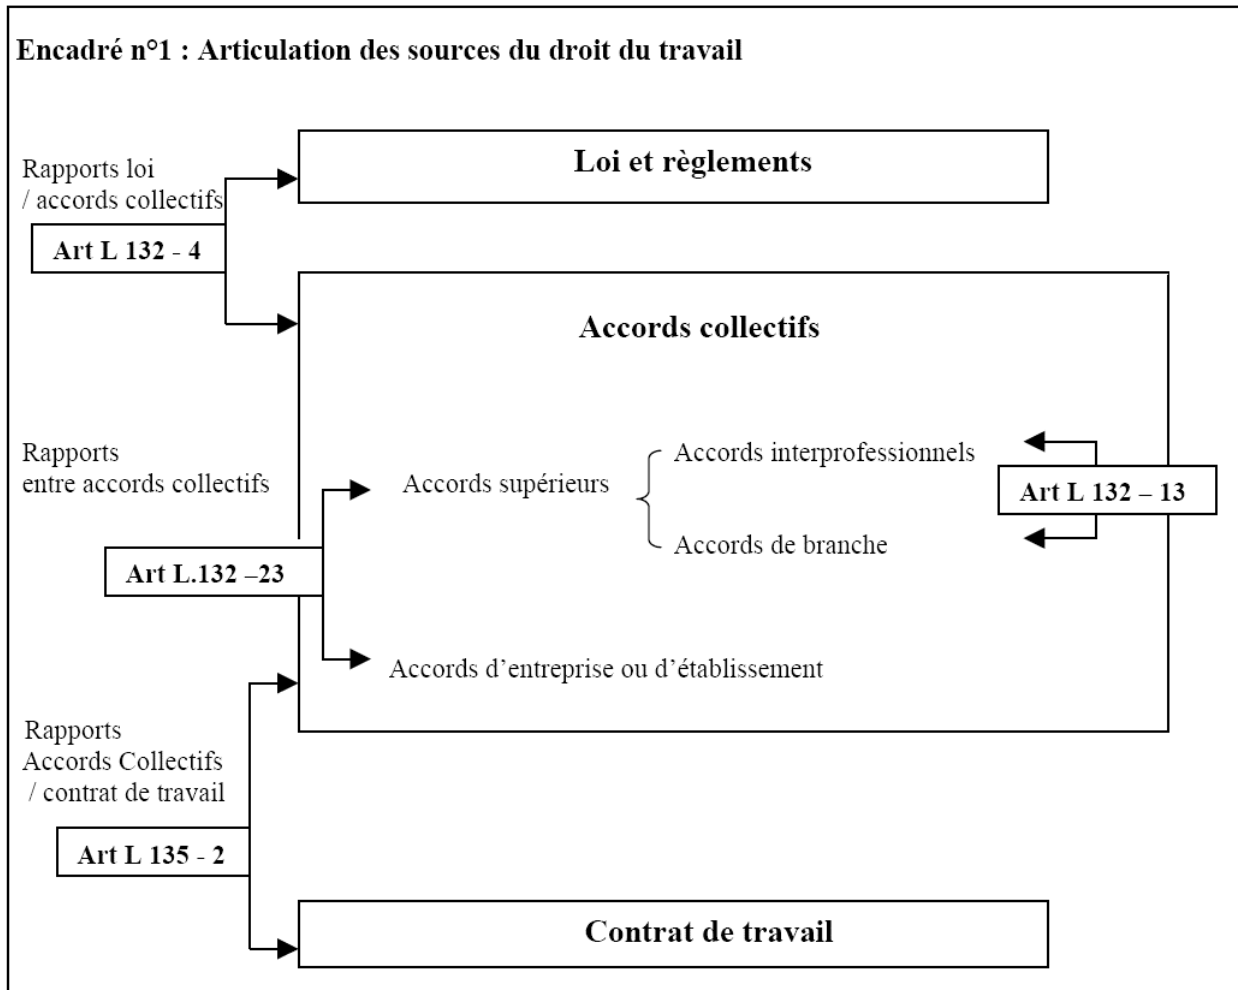 Encadré n°1 : Articulation des sources du droit du travail
Loi et règlements
Rapports loi
/ accords collectifs
Art L 132 - 4
Accords collectifs
Rapports
entre accords collectifs
Accords supérieurs
Accords interprofessionnels
Art L 132 – 13
Accords de branche
Art L.132 –23
Accords d’entreprise ou d’établissement
Rapports
Accords Collectifs
/ contrat de travail
Art L 135 - 2
Contrat de travail